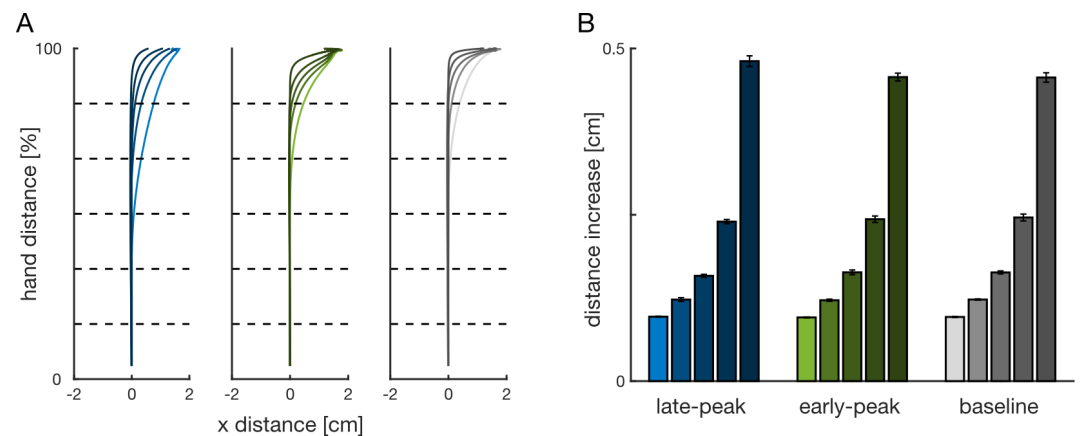 A
hand distance [%]
100
0
-2 0 2
-2 0 2
-2 0 2
x distance [cm]
B
distance increase [cm]
0.5
0
late-peak early-peak baseline